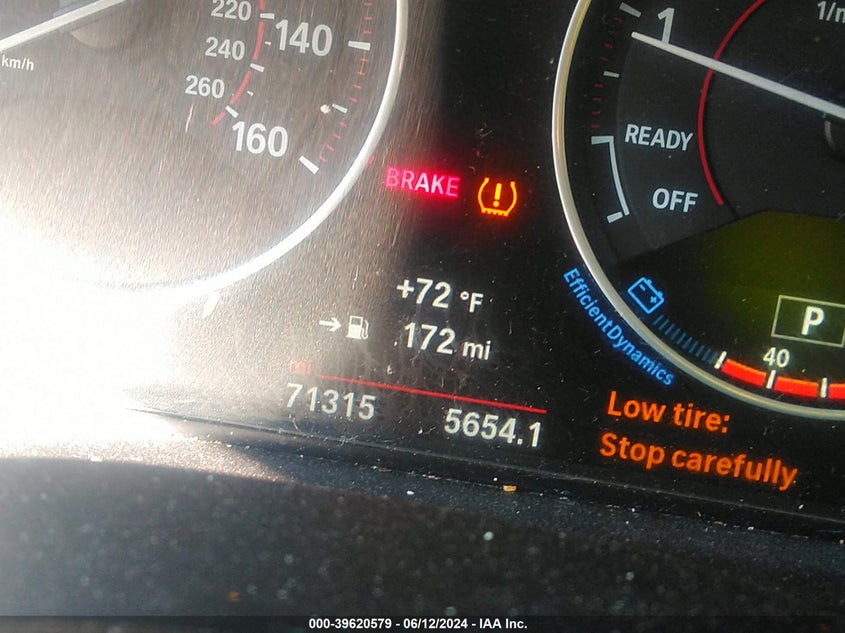 220
140
240
km/h
260
160
1
1/m
READY
OFF
BRAKE
+72 °F
172 mi
71315
5654.1
EfficientDynamics
P
40
Low tire:
Stop carefully
000-39620579 - 06/12/2024 - IAA Inc.